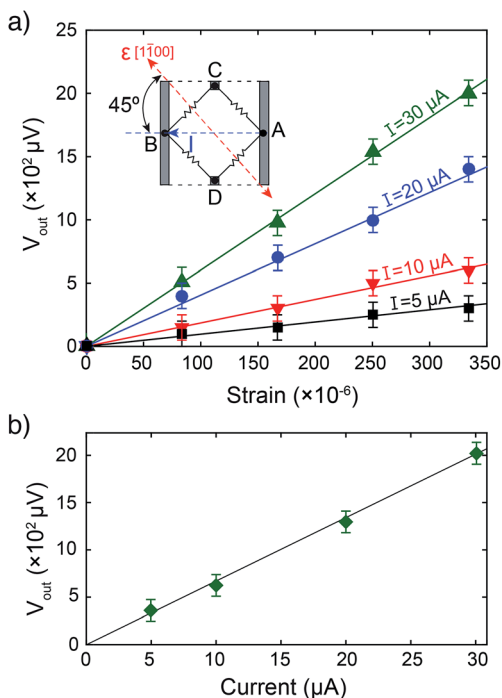 a)
V_out (×10² µV)
25
20
15
10
5
0
ε [11̄00]
45º
C
B
I
A
D
I=30 µA
I=20 µA
I=10 µA
I=5 µA
0 50 100 150 200 250 300 350
Strain (×10⁻⁶)
b)
V_out (×10² µV)
20
15
10
5
0
0 5 10 15 20 25 30
Current (µA)